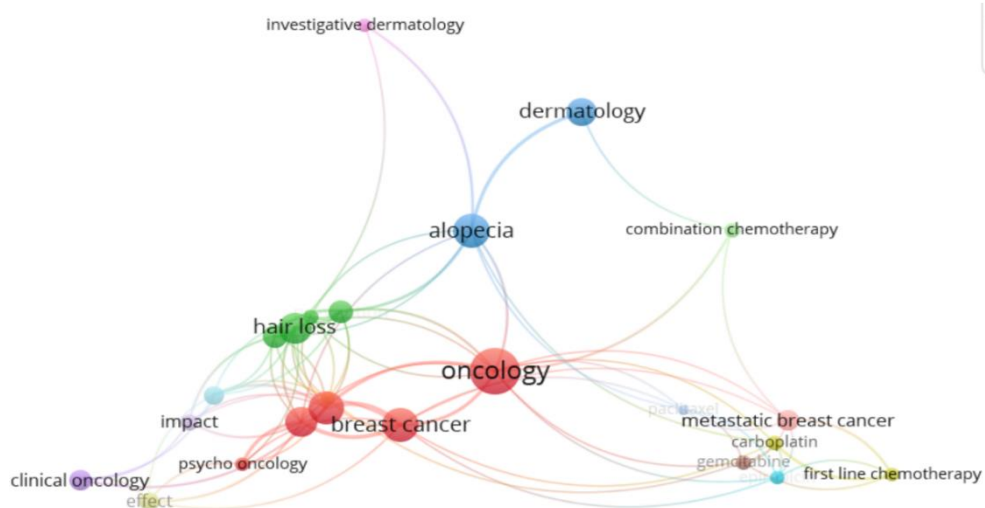 investigative dermatology
dermatology
alopecia
combination chemotherapy
hair loss
oncology
paclitaxel
impact
breast cancer
metastatic breast cancer
carboplatin
psycho oncology
gemcitabine
clinical oncology
first line chemotherapy
effect